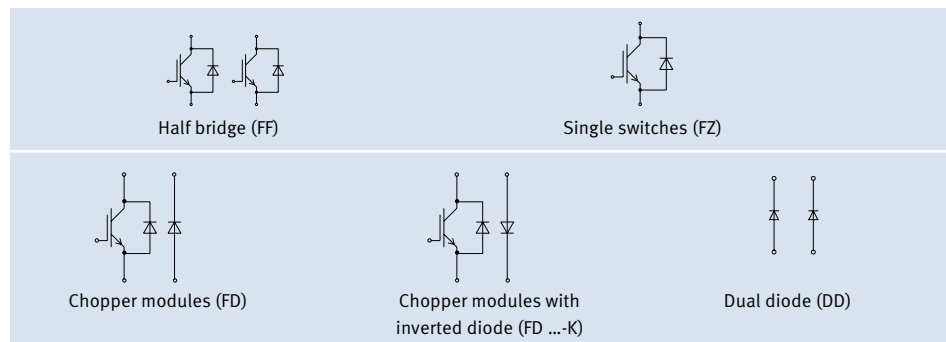 Half bridge (FF)
Single switches (FZ)
Chopper modules (FD)
Chopper modules with
inverted diode (FD ...-K)
Dual diode (DD)